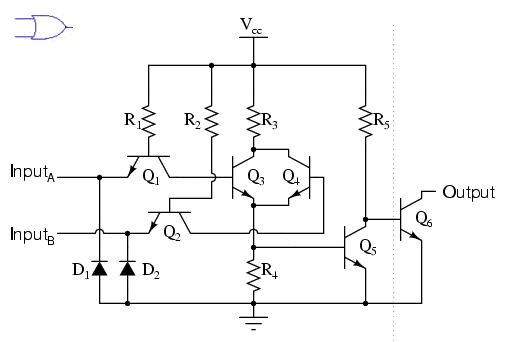 Vcc
R1
R2
R3
R5
InputA
Q1
Q3
Q4
Output
InputB
Q2
Q6
Q5
D1
D2
R4